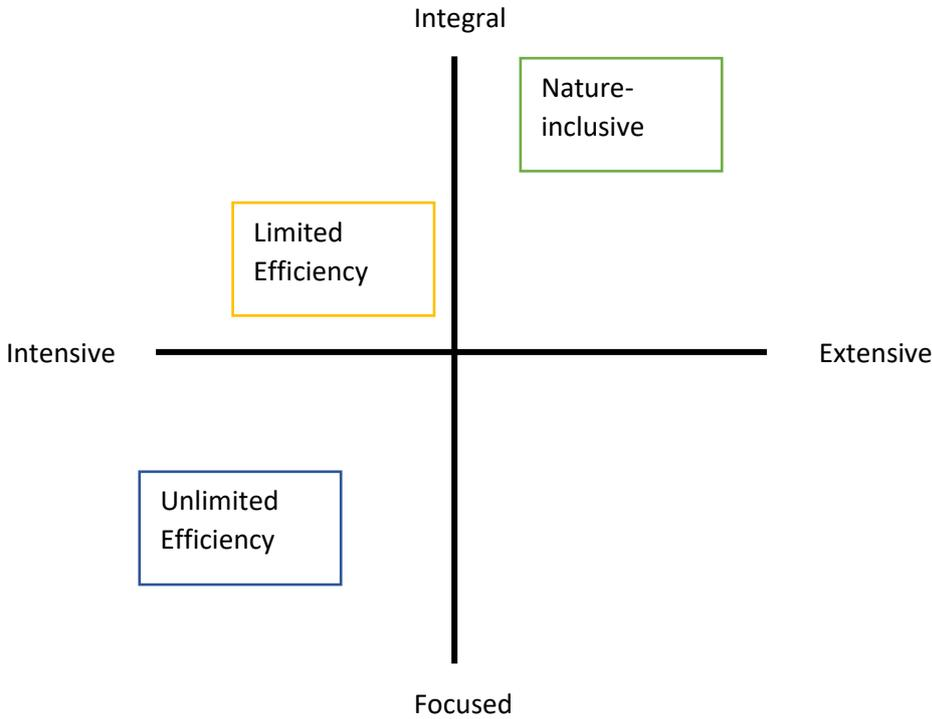 Integral
Nature-
inclusive
Limited
Efficiency
Intensive
Extensive
Unlimited
Efficiency
Focused